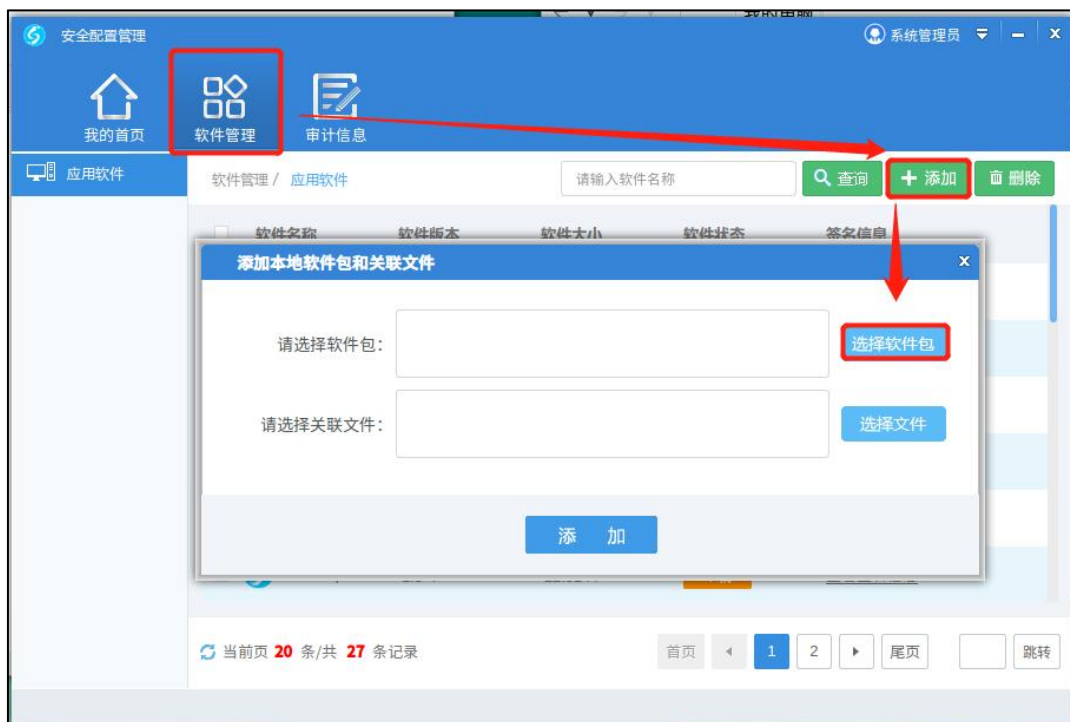 我的电脑
安全配置管理
系统管理员
我的首页
软件管理
审计信息
应用软件
软件管理 / 应用软件
请输入软件名称
查询
添加
删除
软件名称 软件版本 软件大小 软件状态 签名信息
添加本地软件包和关联文件
请选择软件包:
选择软件包
请选择关联文件:
选择文件
添 加
当前页 20 条/共 27 条记录
首页 1 2 尾页 跳转